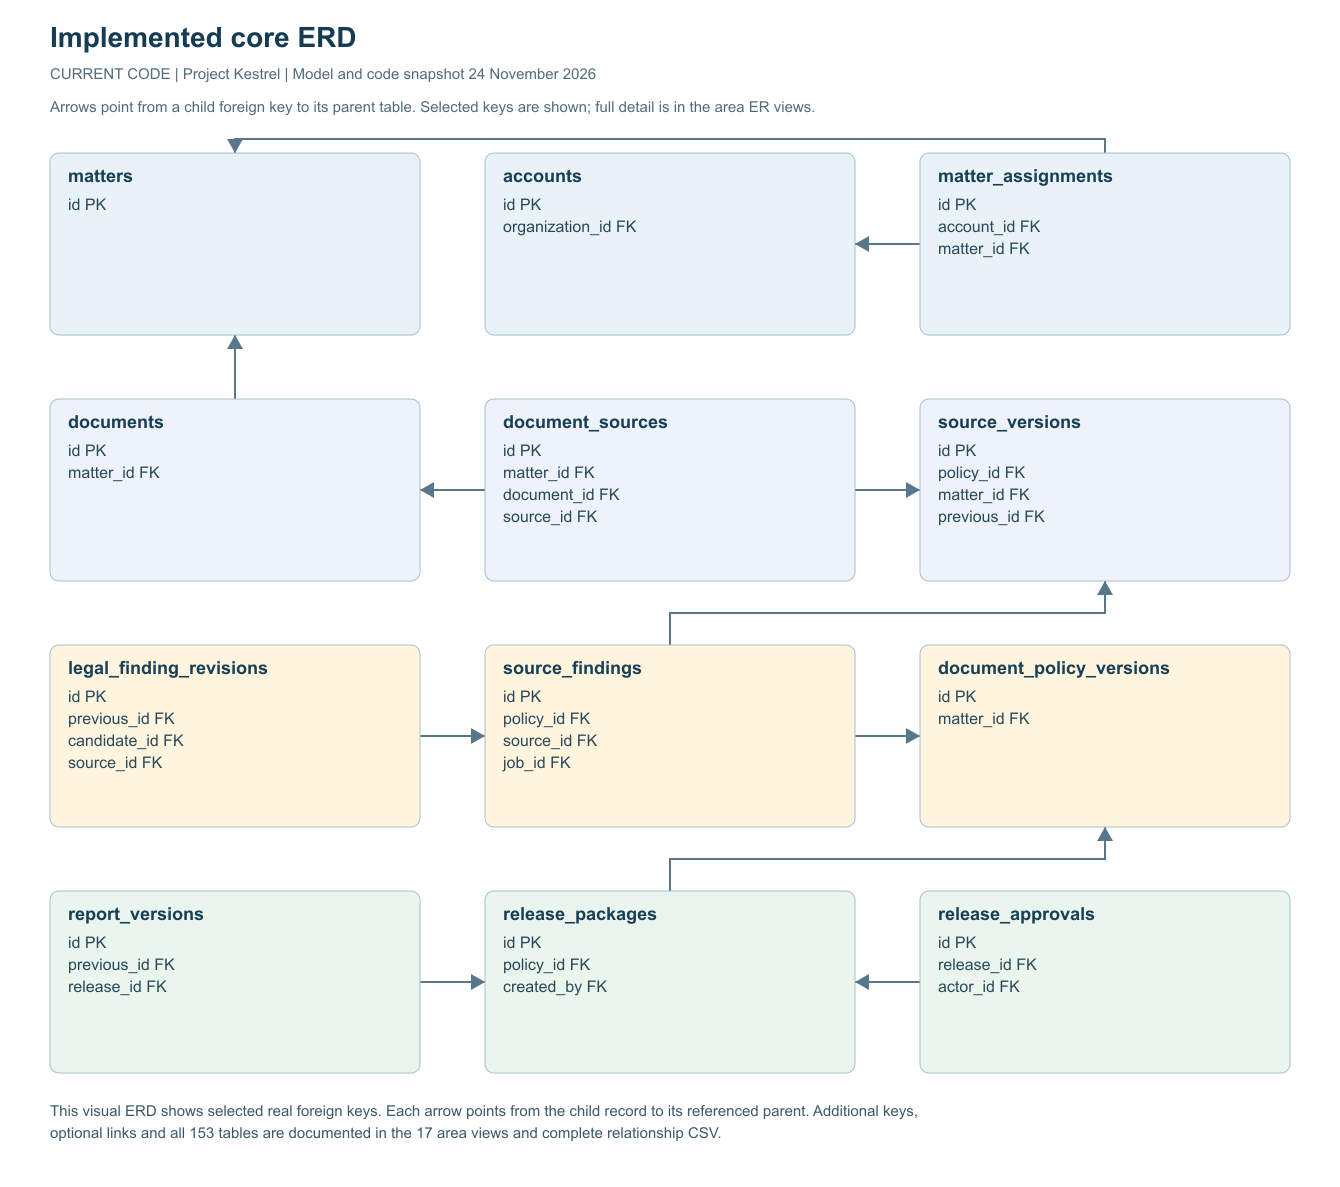 Implemented core ERD
CURRENT CODE | Project Kestrel | Model and code snapshot 24 November 2026
Arrows point from a child foreign key to its parent table. Selected keys are shown; full detail is in the area ER views.
matters
id PK
accounts
id PK
organization_id FK
matter_assignments
id PK
account_id FK
matter_id FK
documents
id PK
matter_id FK
document_sources
id PK
matter_id FK
document_id FK
source_id FK
source_versions
id PK
policy_id FK
matter_id FK
previous_id FK
legal_finding_revisions
id PK
previous_id FK
candidate_id FK
source_id FK
source_findings
id PK
policy_id FK
source_id FK
job_id FK
document_policy_versions
id PK
matter_id FK
report_versions
id PK
previous_id FK
release_id FK
release_packages
id PK
policy_id FK
created_by FK
release_approvals
id PK
release_id FK
actor_id FK
This visual ERD shows selected real foreign keys. Each arrow points from the child record to its referenced parent. Additional keys,
optional links and all 153 tables are documented in the 17 area views and complete relationship CSV.